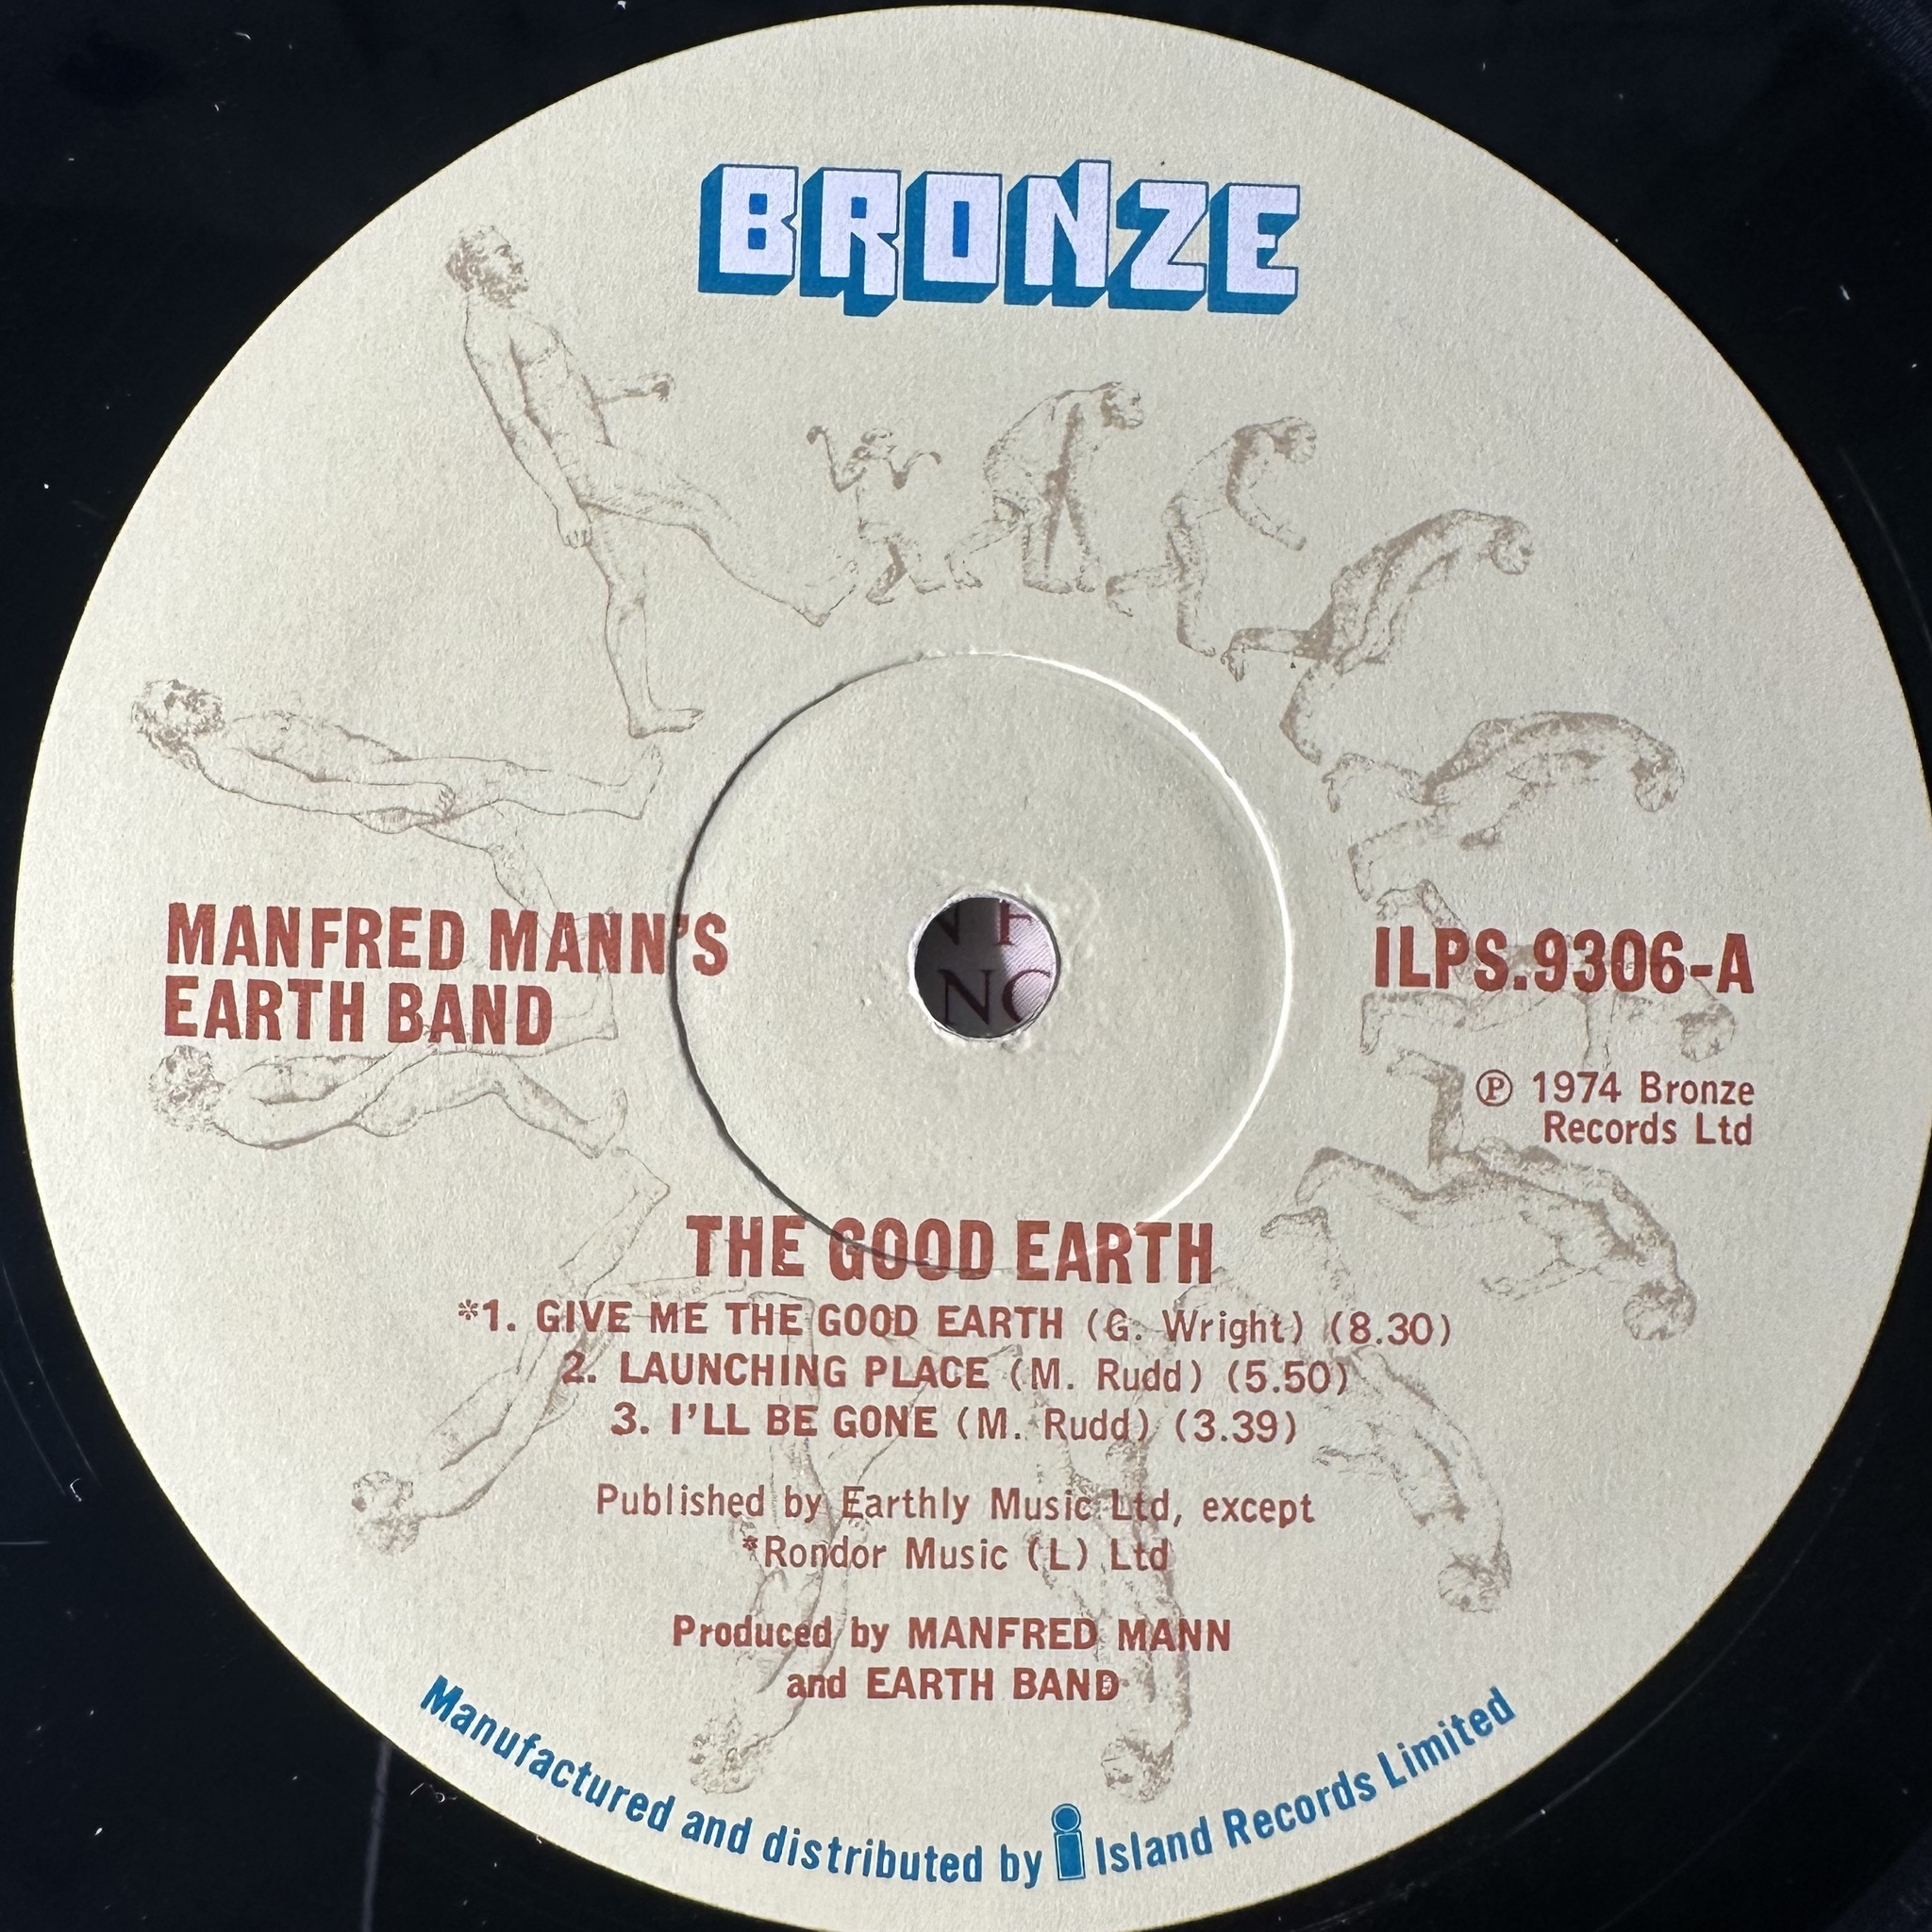 BRONZE
MANFRED MANN'S
EARTH BAND
ILPS.9306-A
℗ 1974 Bronze
Records Ltd
THE GOOD EARTH
*1. GIVE ME THE GOOD EARTH (G. Wright) (8.30)
2. LAUNCHING PLACE (M. Rudd) (5.50)
3. I'LL BE GONE (M. Rudd) (3.39)
Published by Earthly Music Ltd, except
*Rondor Music (L) Ltd
Produced by MANFRED MANN
and EARTH BAND
Manufactured and distributed by i Island Records Limited